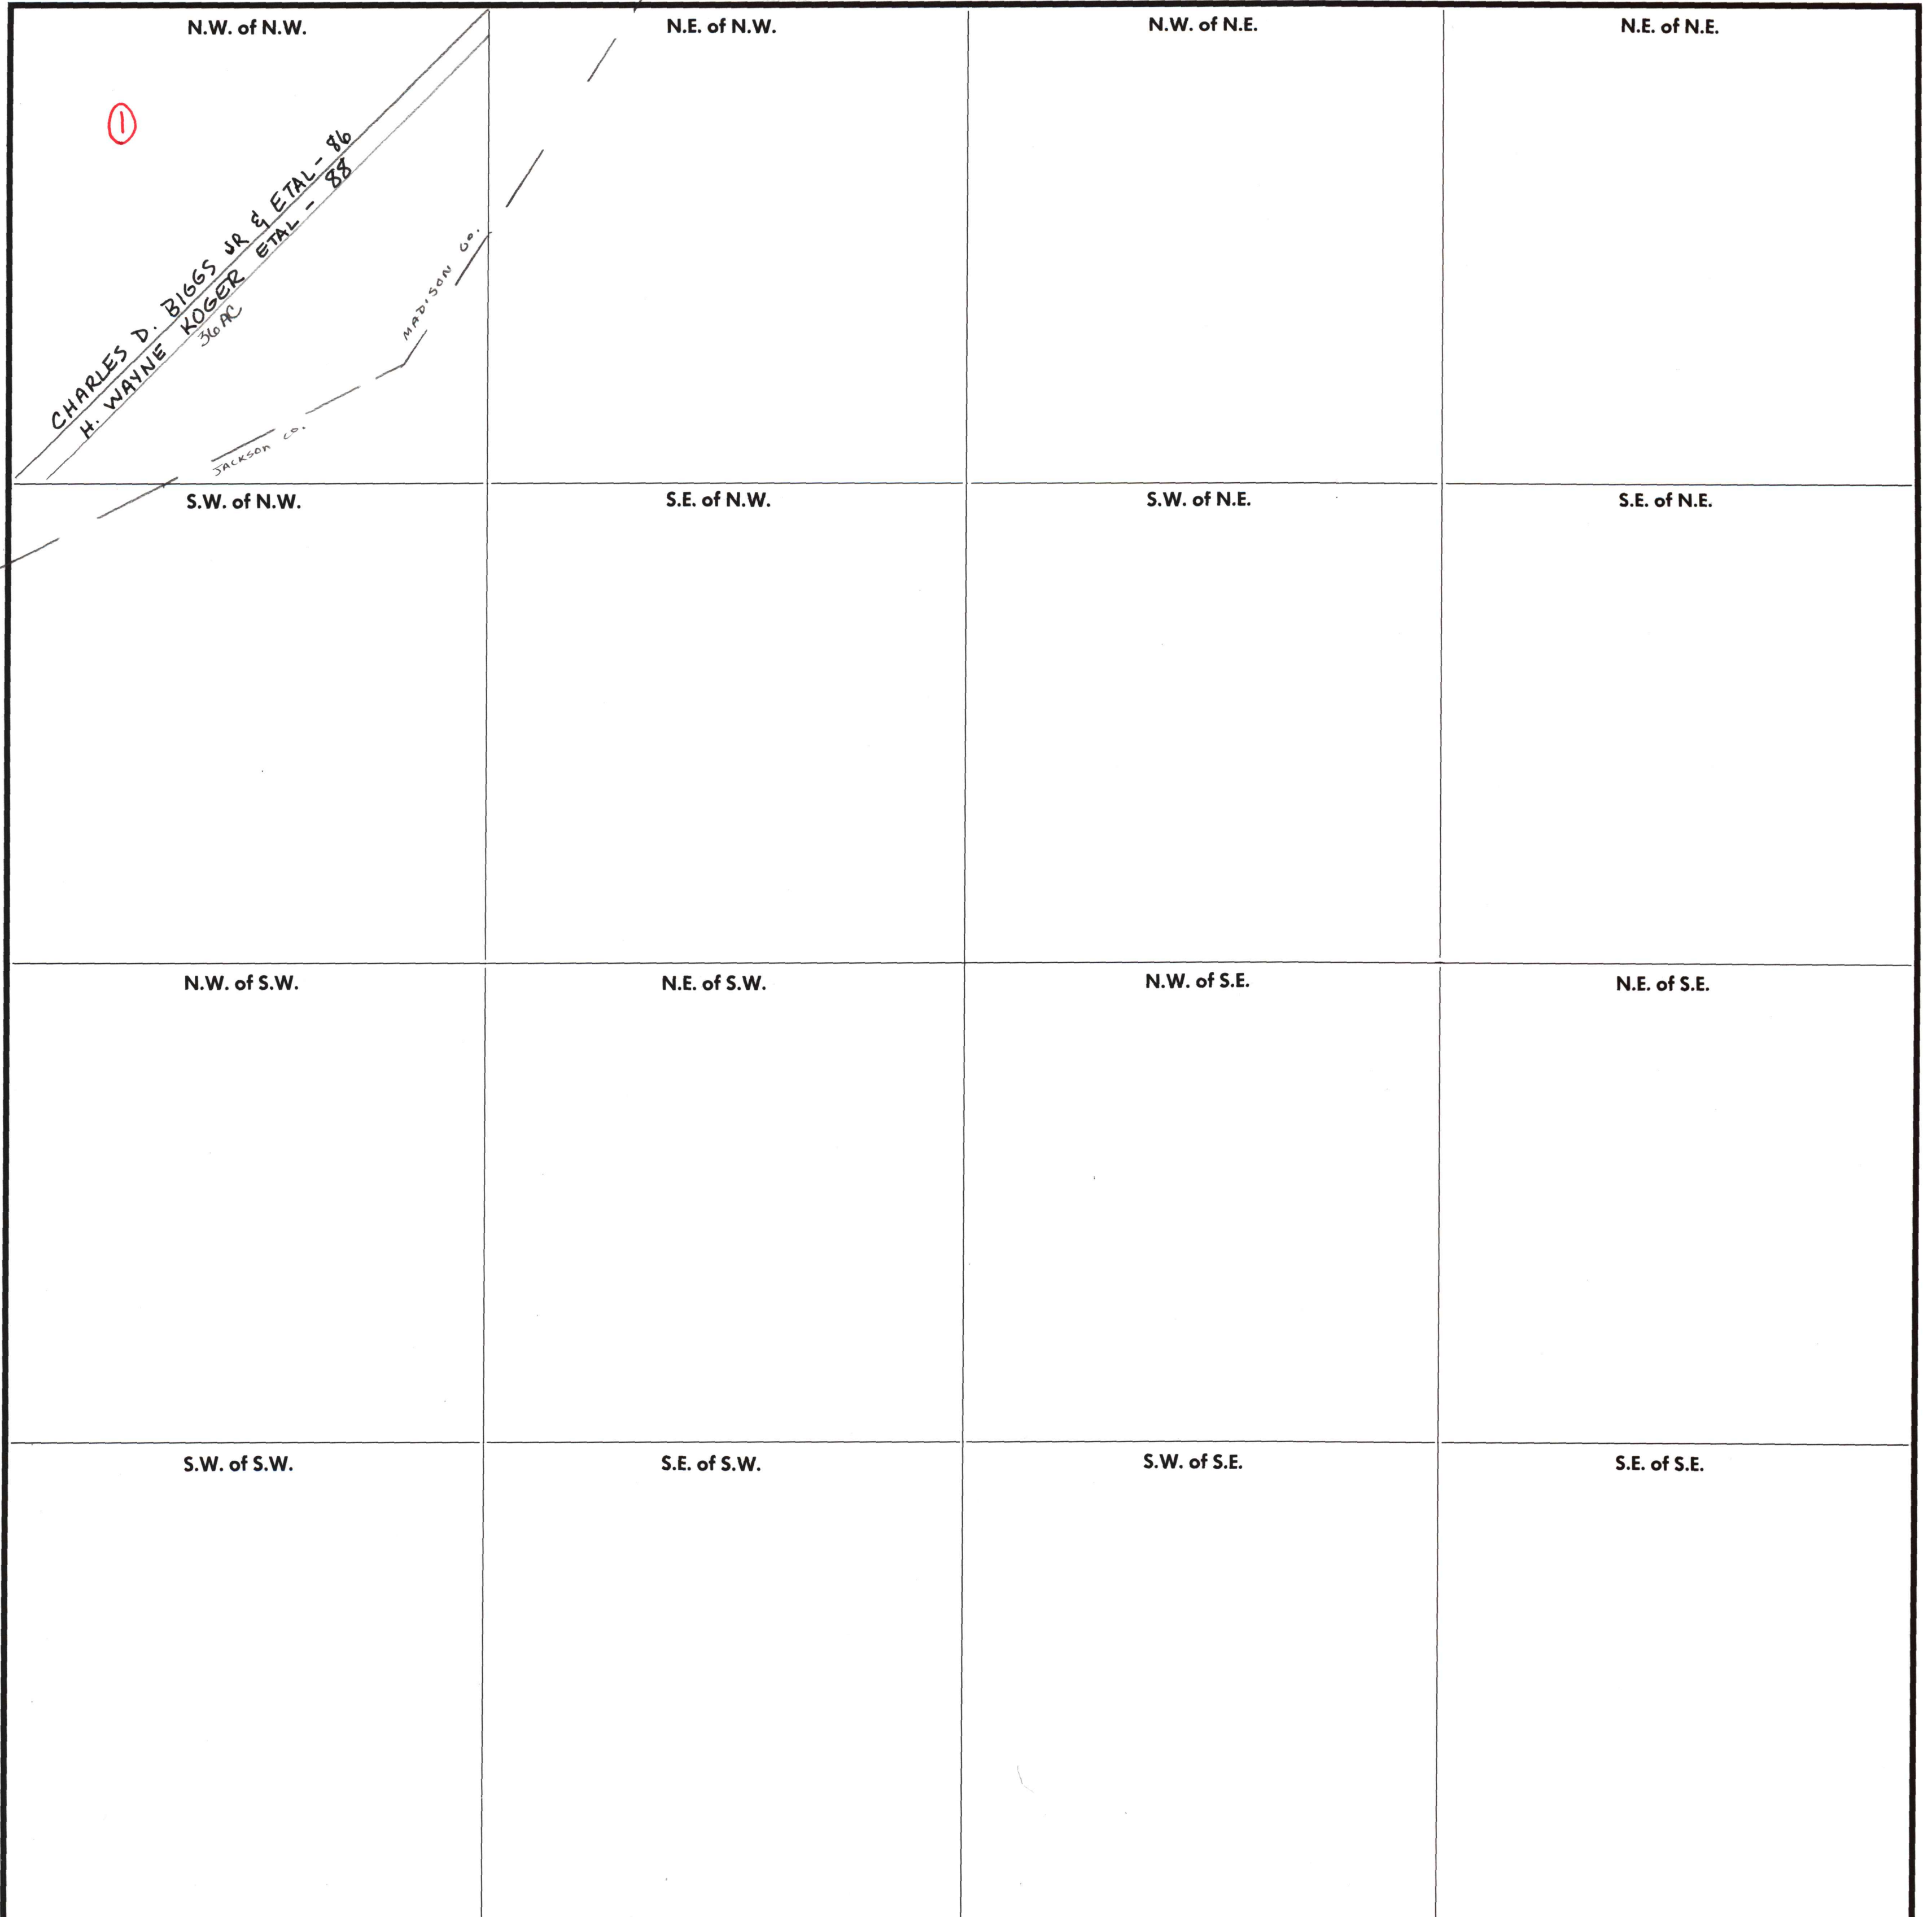 N.W. of N.W.
N.E. of N.W.
N.W. of N.E.
N.E. of N.E.
1
CHARLES D. BIGGS JR & ETAL - 86
H. WAYNE KOGER ETAL - 88
36 AC
MADISON CO.
JACKSON CO.
S.W. of N.W.
S.E. of N.W.
S.W. of N.E.
S.E. of N.E.
N.W. of S.W.
N.E. of S.W.
N.W. of S.E.
N.E. of S.E.
S.W. of S.W.
S.E. of S.W.
S.W. of S.E.
S.E. of S.E.